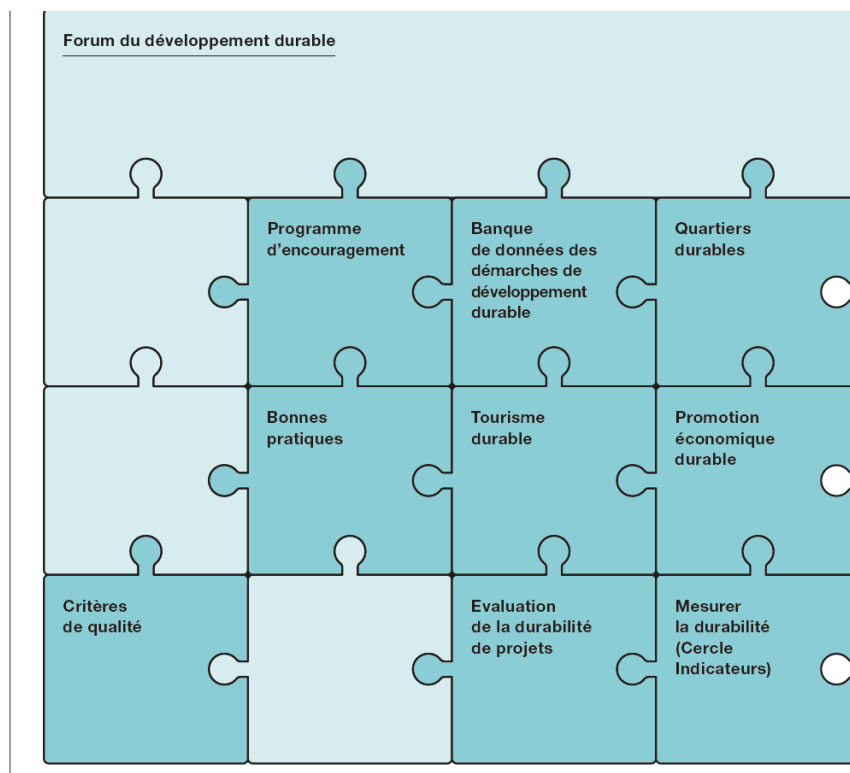 Forum du développement durable
Programme
d’encouragement
Banque
de données des
démarches de
développement
durable
Quartiers
durables
Bonnes
pratiques
Tourisme
durable
Promotion
économique
durable
Critères
de qualité
Evaluation
de la durabilité
de projets
Mesurer
la durabilité
(Cercle
Indicateurs)